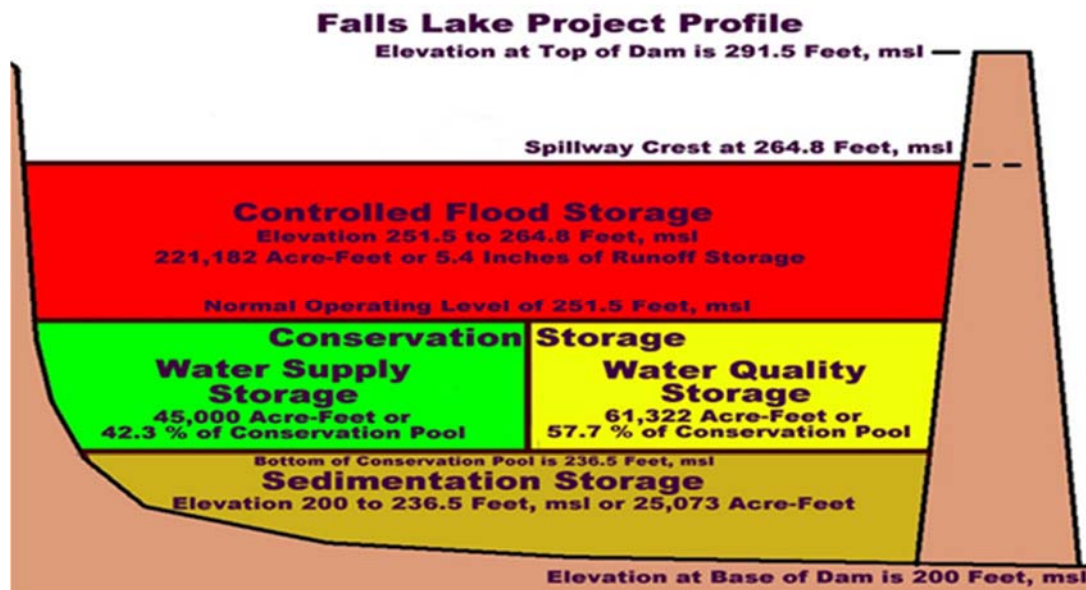 Falls Lake Project Profile
Elevation at Top of Dam is 291.5 Feet, msl
Spillway Crest at 264.8 Feet, msl
Controlled Flood Storage
Elevation 251.5 to 264.8 Feet, msl
221,182 Acre-Feet or 5.4 Inches of Runoff Storage
Normal Operating Level of 251.5 Feet, msl
Conservation Storage
Water Supply
Storage
45,000 Acre-Feet or
42.3 % of Conservation Pool
Water Quality
Storage
61,322 Acre-Feet or
57.7 % of Conservation Pool
Bottom of Conservation Pool is 236.5 Feet, msl
Sedimentation Storage
Elevation 200 to 236.5 Feet, msl or 25,073 Acre-Feet
Elevation at Base of Dam is 200 Feet, msl